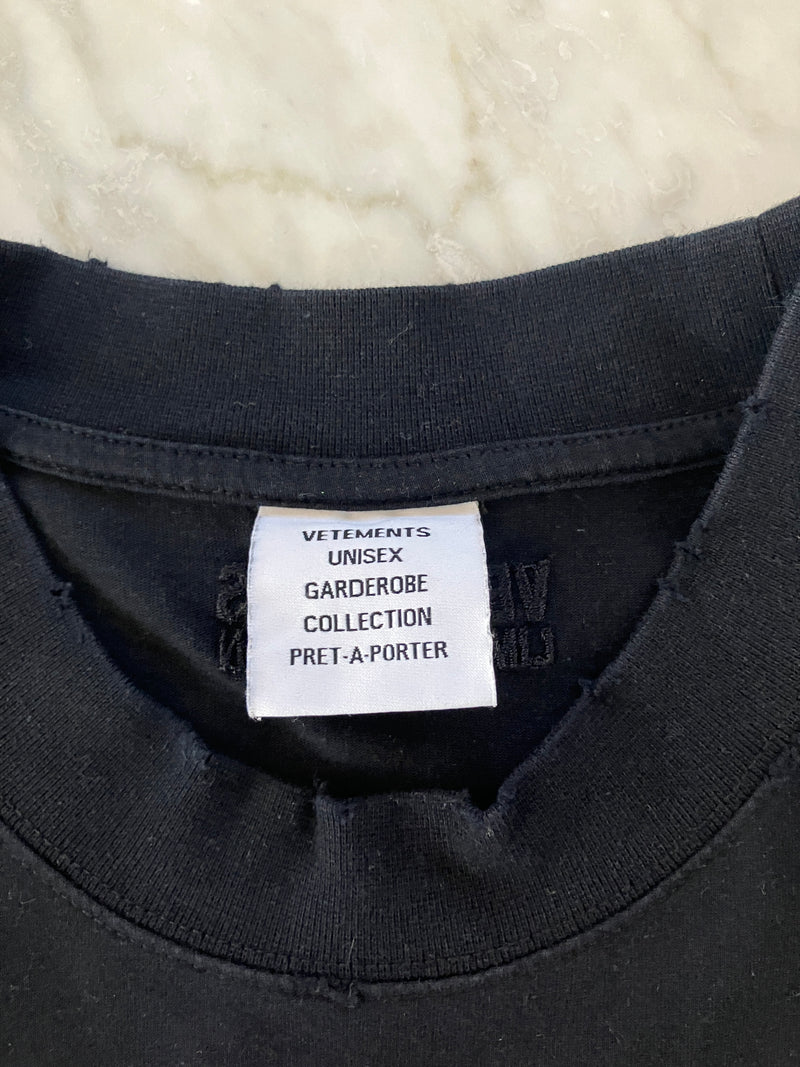 VETEMENTS
UNISEX
GARDEROBE
COLLECTION
PRET-A-PORTER